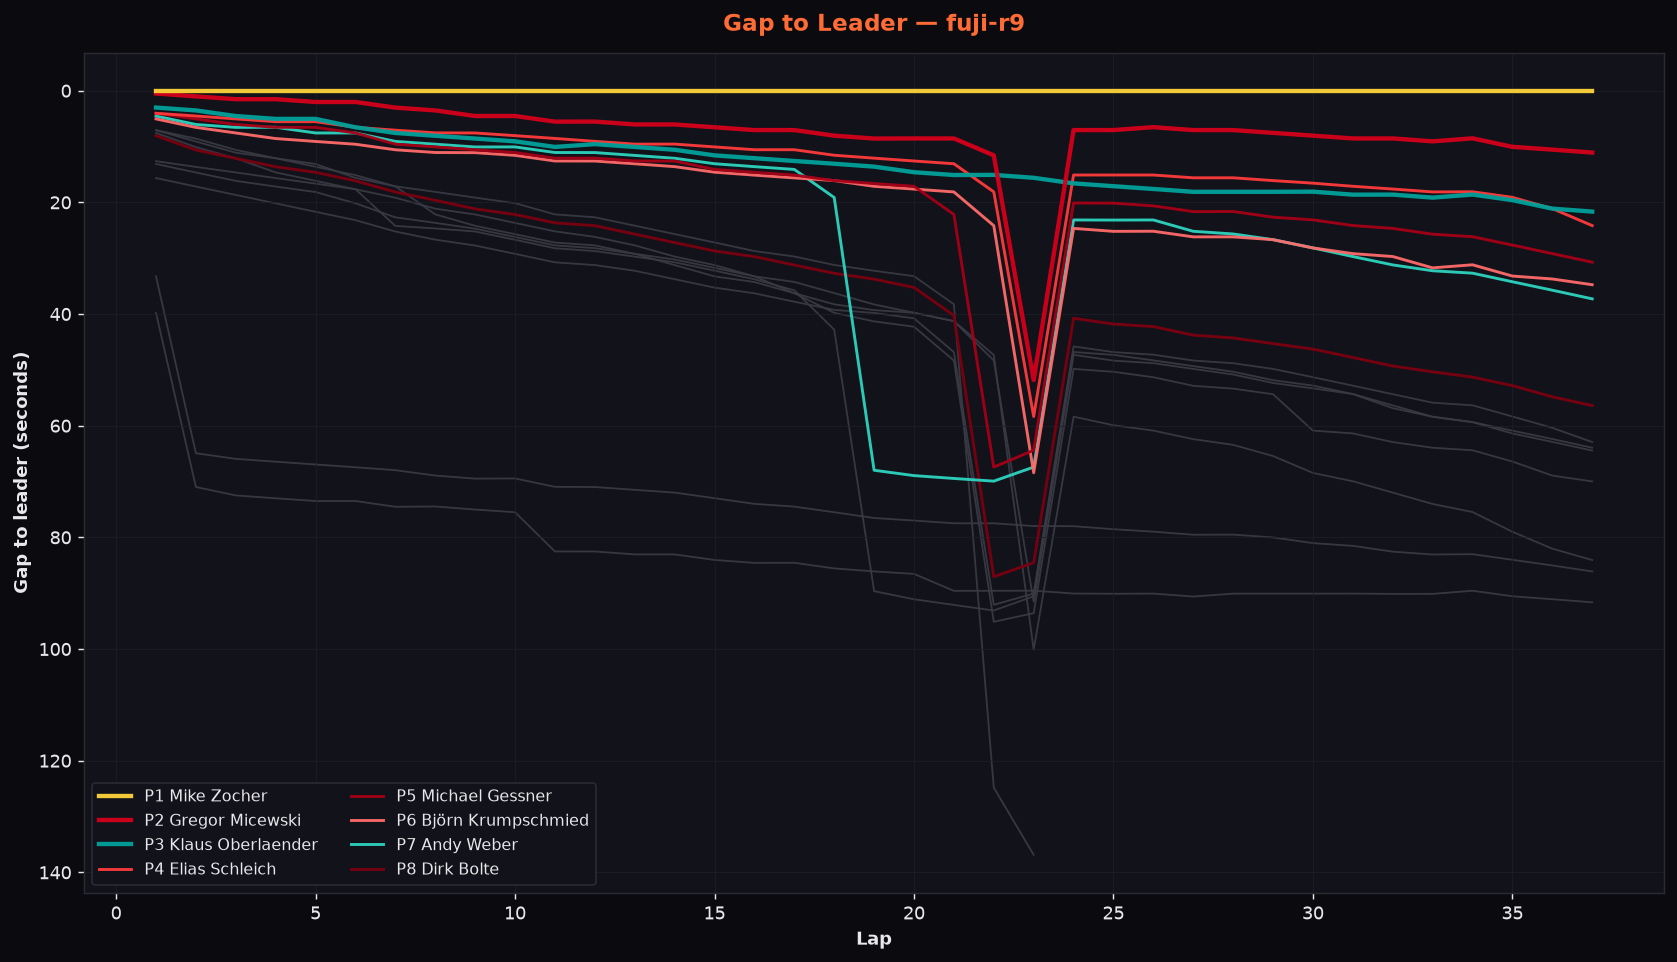 Gap to Leader — fuji-r9
Gap to leader (seconds)
0
20
40
60
80
100
120
140
P1 Mike Zocher
P2 Gregor Micewski
P3 Klaus Oberlaender
P4 Elias Schleich
P5 Michael Gessner
P6 Björn Krumpschmied
P7 Andy Weber
P8 Dirk Bolte
0 5 10 15 20 25 30 35
Lap